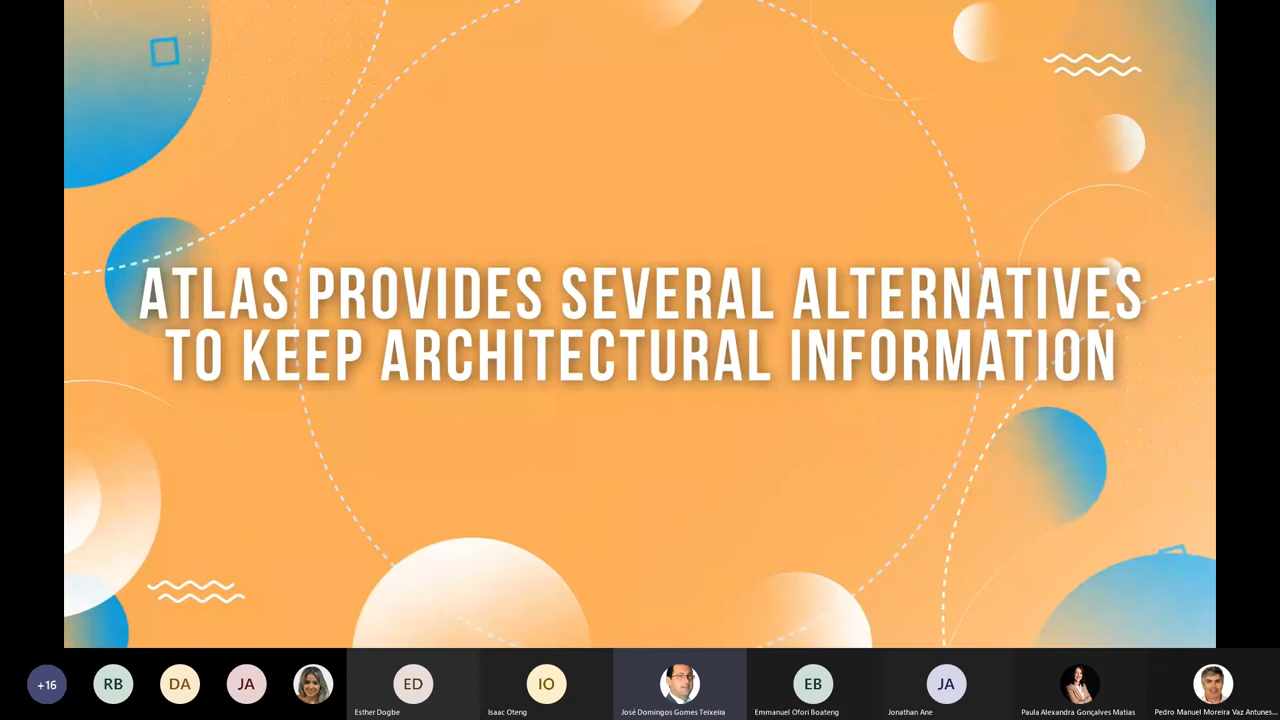 ATLAS PROVIDES SEVERAL ALTERNATIVES
TO KEEP ARCHITECTURAL INFORMATION
+16
RB
DA
JA
ED
IO
EB
JA
Esther Dogbe
Isaac Oteng
José Domingos Gomes Teixeira
Emmanuel Ofori Boateng
Jonathan Ane
Paula Alexandra Gonçalves Matias
Pedro Manuel Moreira Vaz Antunes...